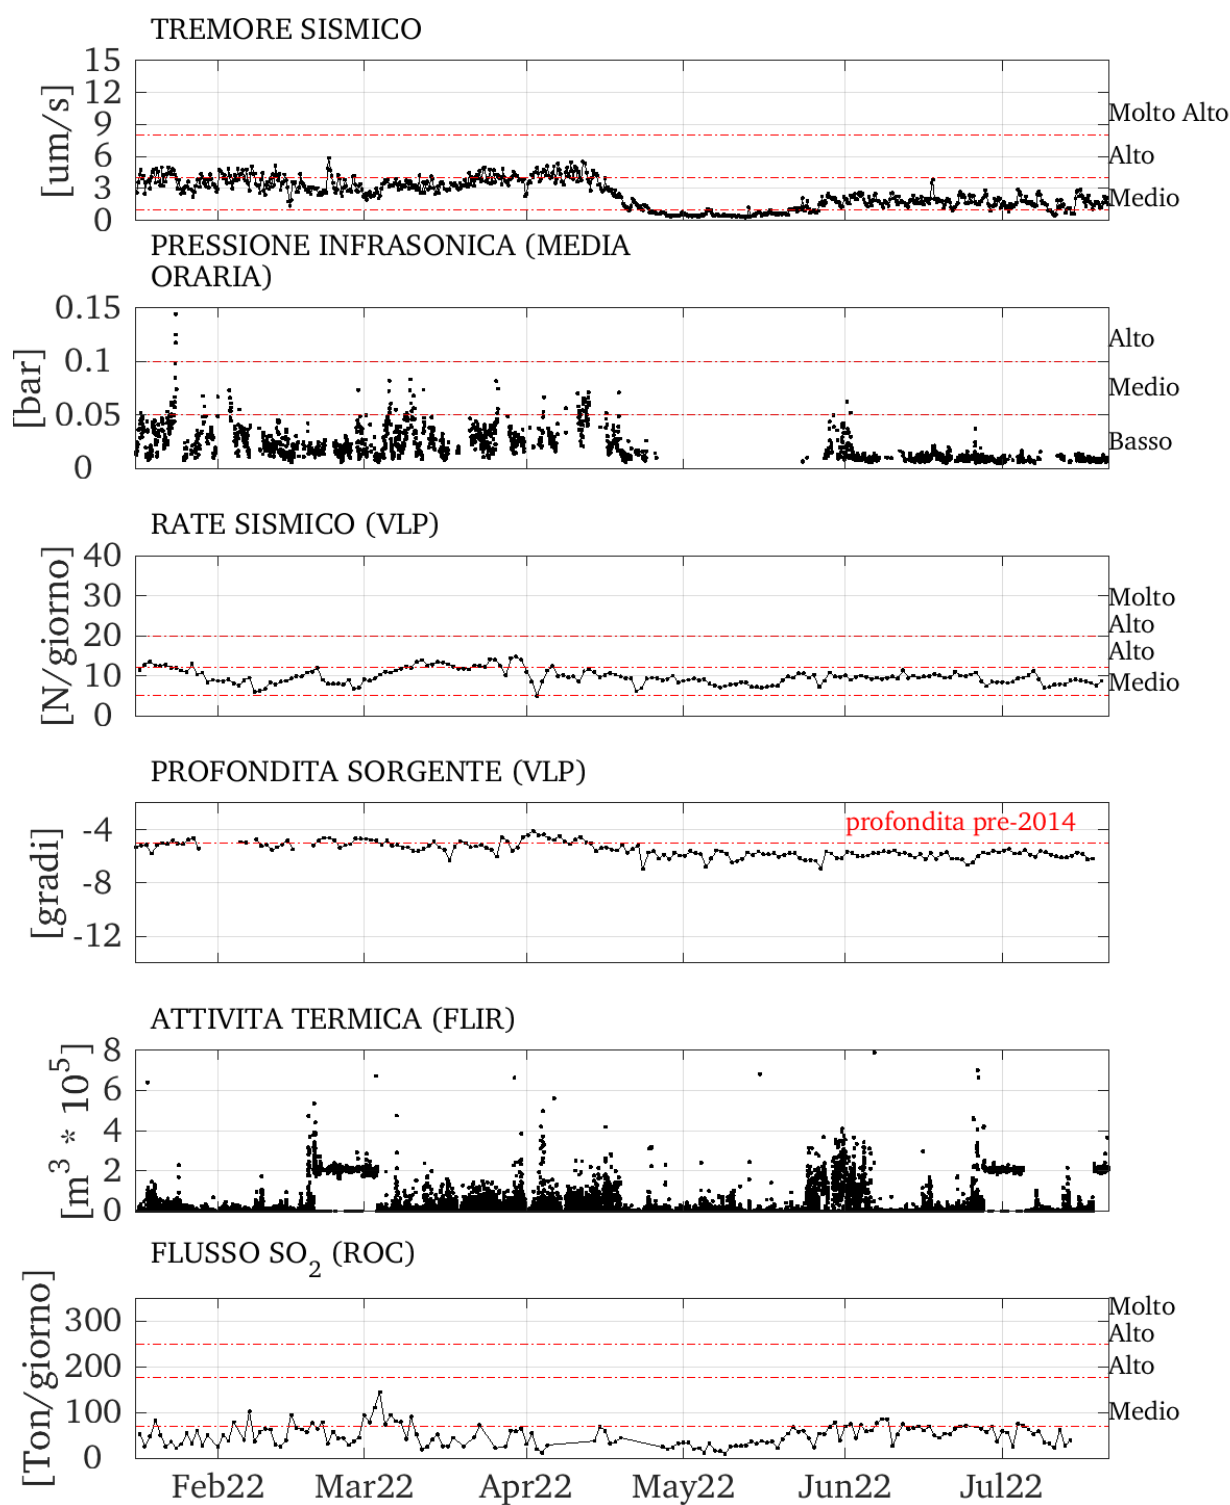 TREMORE SISMICO
15
12
9
6
3
0
[um/s]
Molto Alto
Alto
Medio
PRESSIONE INFRASONICA (MEDIA
ORARIA)
0.15
0.1
0.05
0
[bar]
Alto
Medio
Basso
RATE SISMICO (VLP)
40
30
20
10
0
[N/giorno]
Molto
Alto
Alto
Medio
PROFONDITA SORGENTE (VLP)
-4
-8
-12
[gradi]
profondita pre-2014
ATTIVITA TERMICA (FLIR)
8
6
4
2
0
[m³ * 10⁵]
FLUSSO SO₂ (ROC)
300
200
100
0
[Ton/giorno]
Molto
Alto
Alto
Medio
Feb22 Mar22 Apr22 May22 Jun22 Jul22